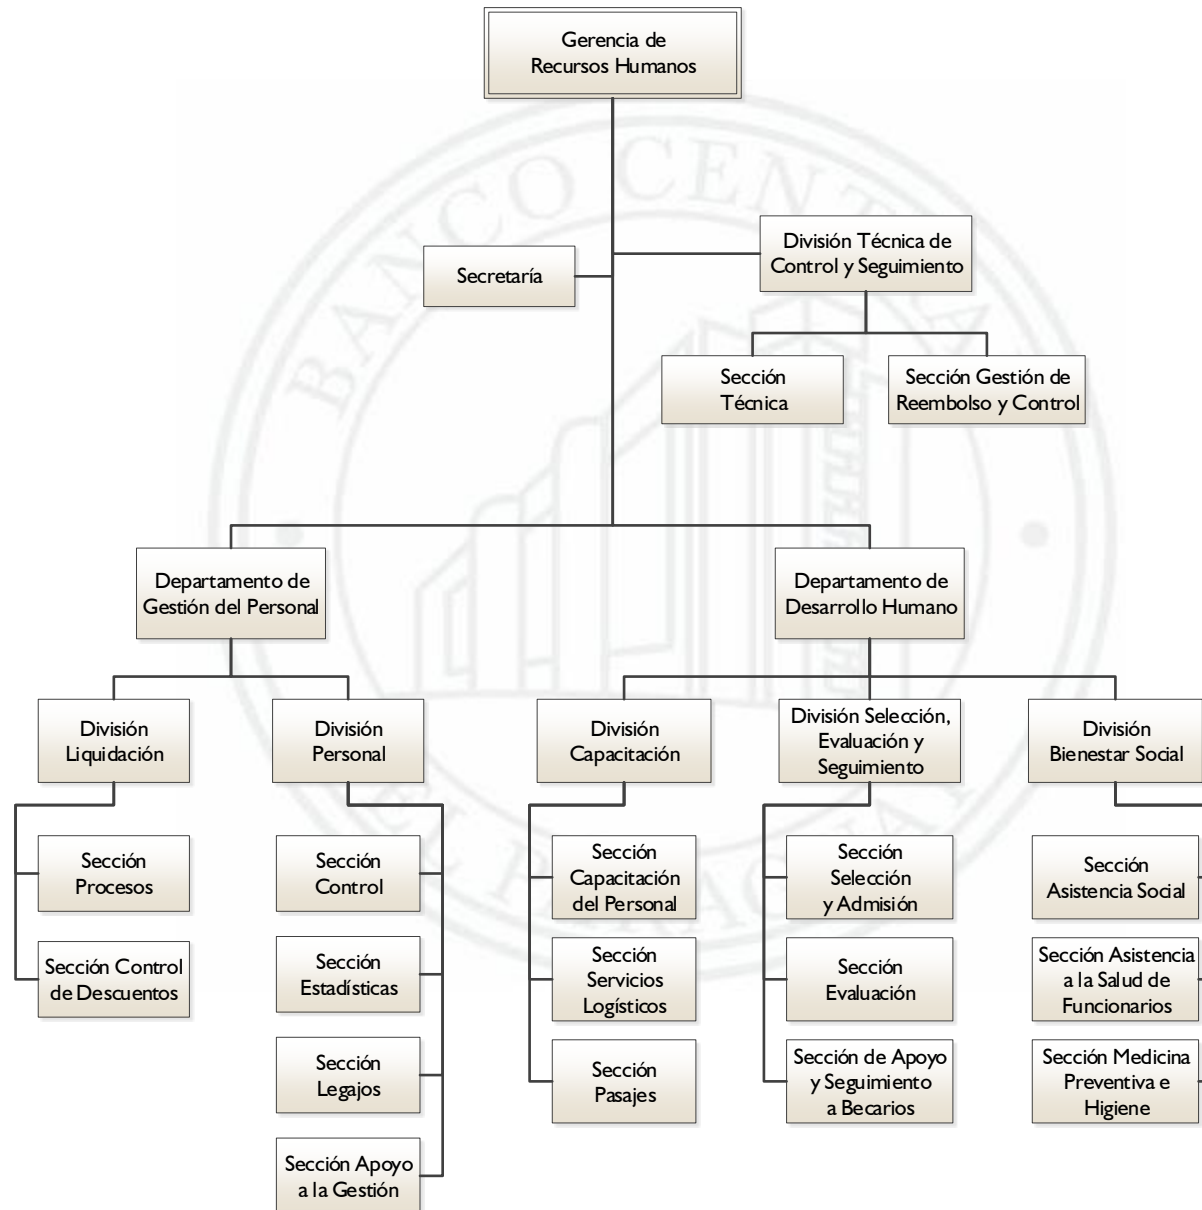 Gerencia de
Recursos Humanos
BANCO CENTRAL
DEL PARAGUAY
División Técnica de
Control y Seguimiento
Secretaría
Sección
Técnica
Sección Gestión de
Reembolso y Control
Departamento de
Gestión del Personal
Departamento de
Desarrollo Humano
División
Liquidación
División
Personal
División
Capacitación
División Selección,
Evaluación y
Seguimiento
División
Bienestar Social
Sección
Procesos
Sección Control
de Descuentos
Sección
Control
Sección
Estadísticas
Sección
Legajos
Sección Apoyo
a la Gestión
Sección
Capacitación
del Personal
Sección
Servicios
Logísticos
Sección
Pasajes
Sección
Selección
y Admisión
Sección
Evaluación
Sección de Apoyo
y Seguimiento
a Becarios
Sección
Asistencia Social
Sección Asistencia
a la Salud de
Funcionarios
Sección Medicina
Preventiva e
Higiene